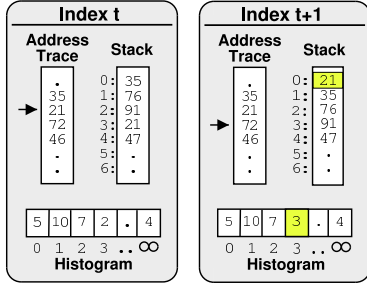 Index t
Address Trace
Stack
.
35
21
72
46
.
.
0: 35
1: 76
2: 91
3: 21
4: 47
5: .
6: .
5 10 7 2 . 4
0 1 2 3 .. ∞
Histogram
Index t+1
Address Trace
Stack
.
35
21
72
46
.
.
0: 21
1: 35
2: 76
3: 91
4: 47
5: .
6: .
5 10 7 3 . 4
0 1 2 3 .. ∞
Histogram